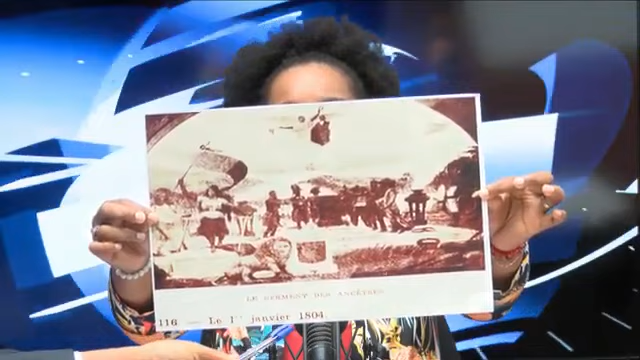 LE SERMENT DES ANCÊTRES
116 — Le 1er janvier 1804.